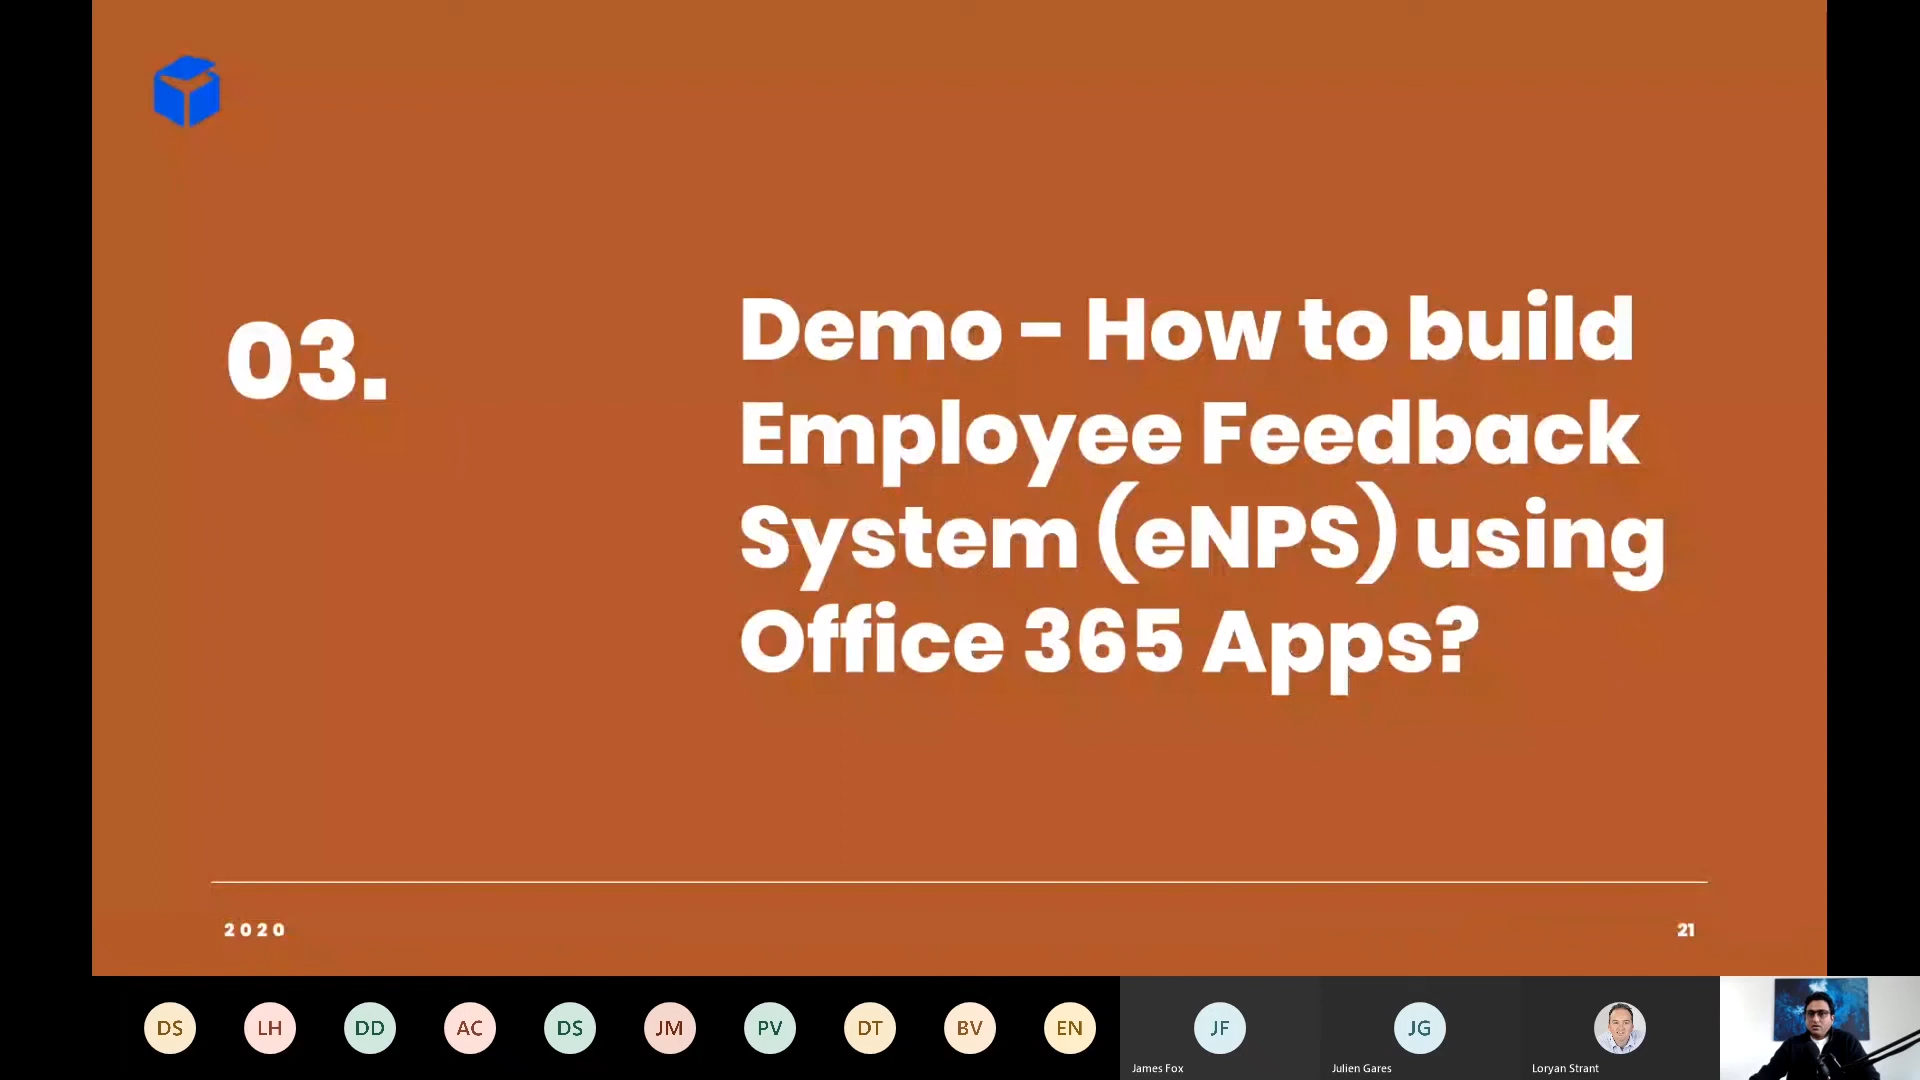 03.
Demo - How to build
Employee Feedback
System (eNPS) using
Office 365 Apps?
2020
21
DS
LH
DD
AC
DS
JM
PV
DT
BV
EN
JF
James Fox
JG
Julien Gares
Loryan Strant